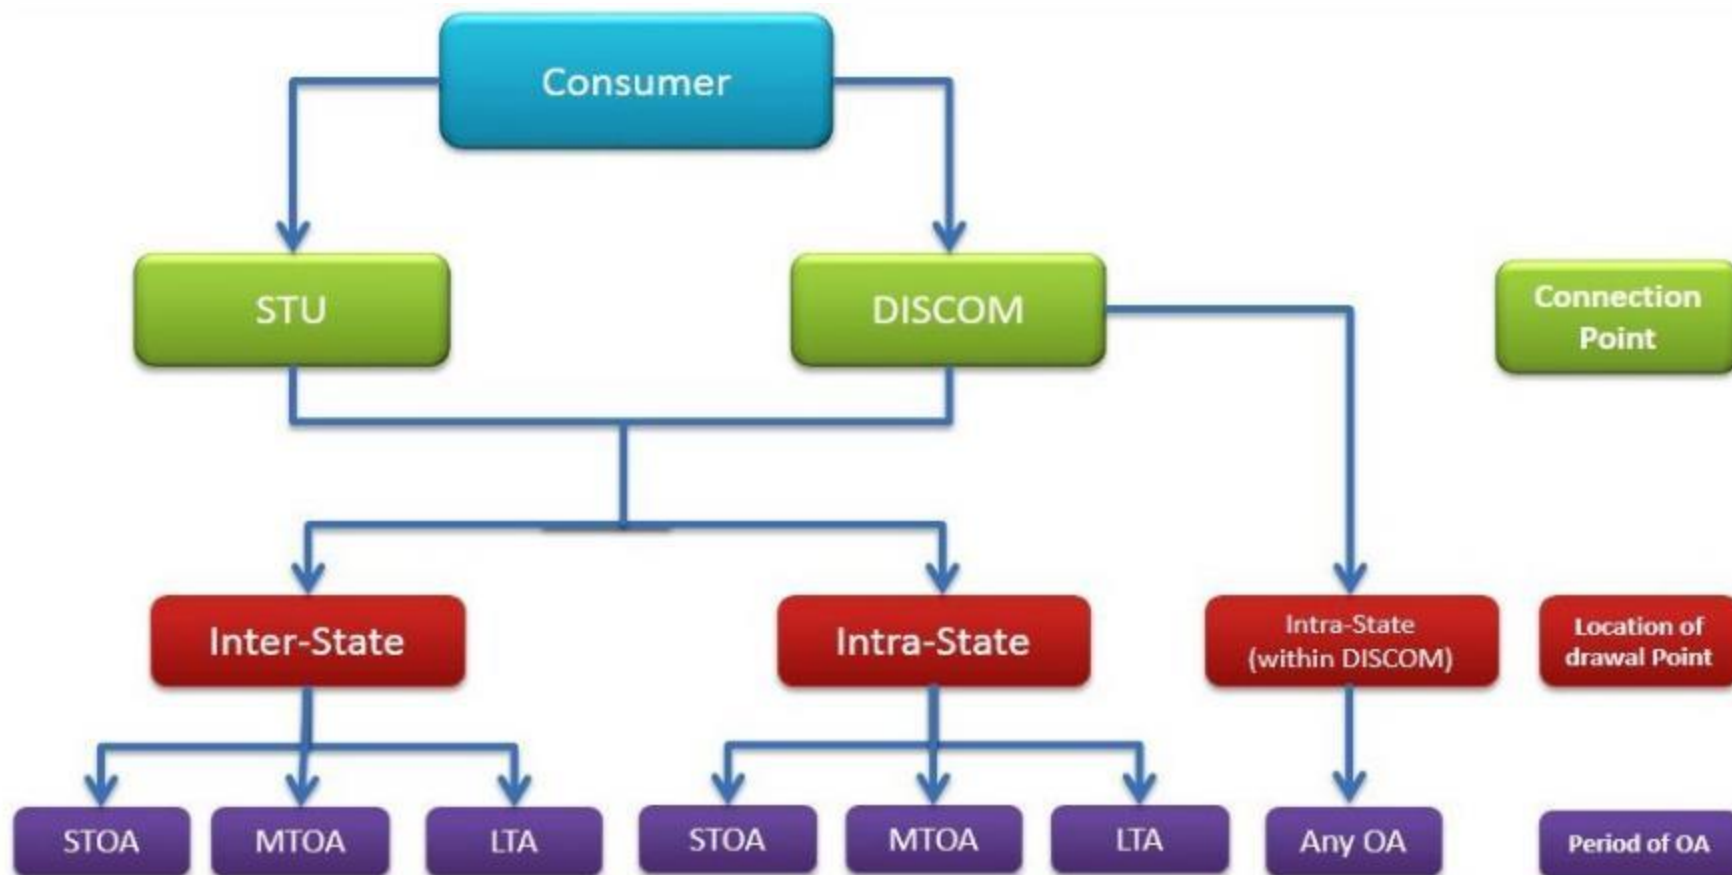 Consumer
STU
DISCOM
Connection
Point
Inter-State
Intra-State
Intra-State
(within DISCOM)
Location of
drawal Point
STOA
MTOA
LTA
STOA
MTOA
LTA
Any OA
Period of OA